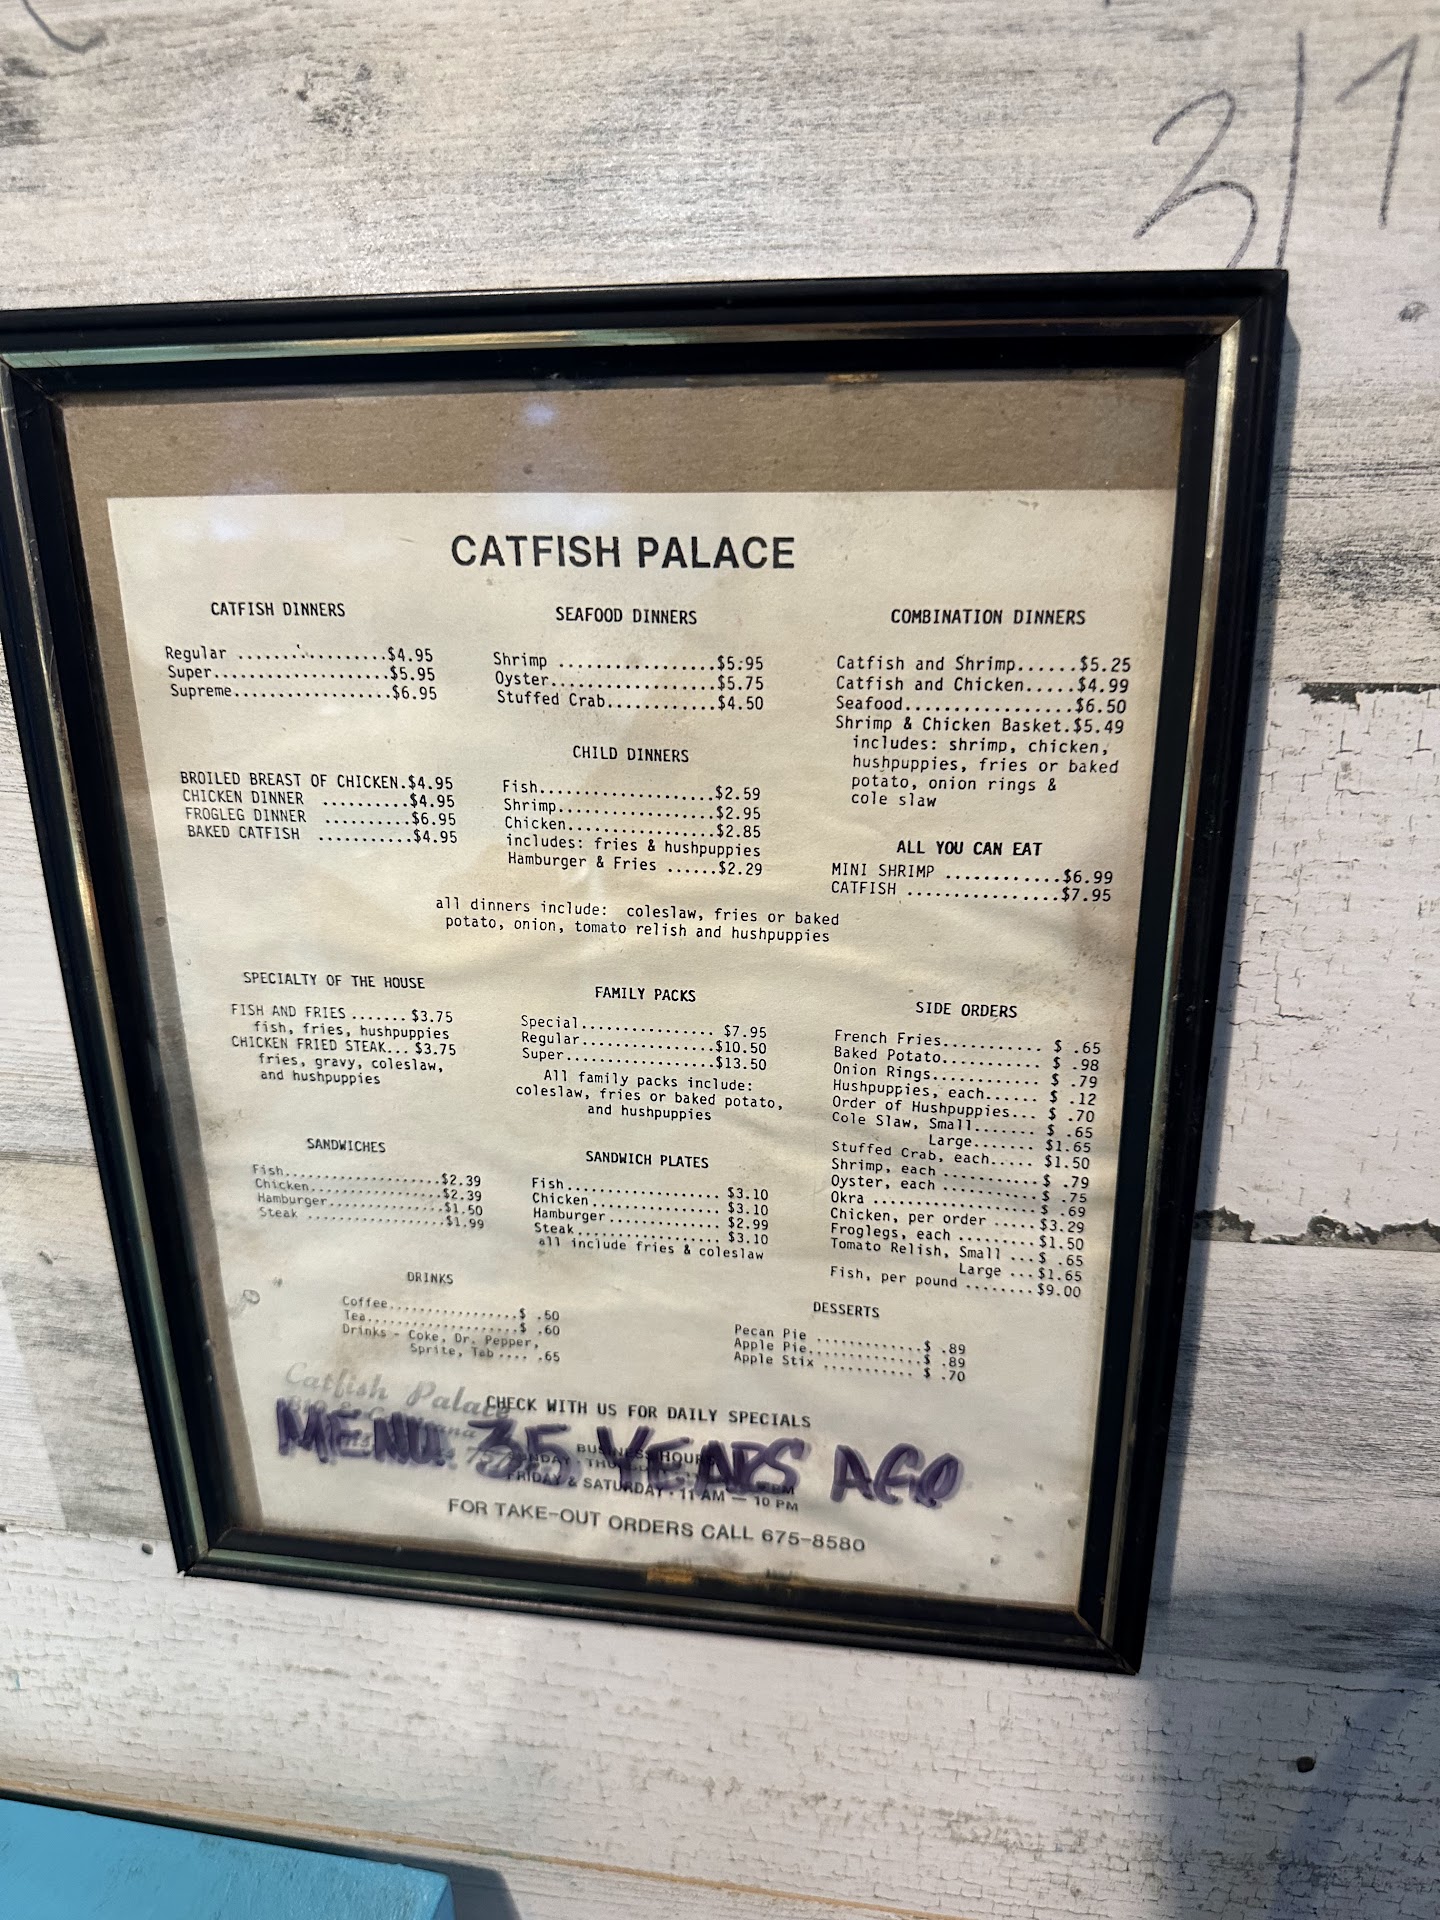 3/1
CATFISH PALACE
CATFISH DINNERS
Regular ..................$4.95
Super....................$5.95
Supreme..................$6.95
BROILED BREAST OF CHICKEN.$4.95
CHICKEN DINNER ..........$4.95
FROGLEG DINNER ..........$6.95
BAKED CATFISH ...........$4.95
SEAFOOD DINNERS
Shrimp .................$5.95
Oyster..................$5.75
Stuffed Crab............$4.50
CHILD DINNERS
Fish.....................$2.59
Shrimp...................$2.95
Chicken..................$2.85
includes: fries & hushpuppies
Hamburger & Fries ......$2.29
COMBINATION DINNERS
Catfish and Shrimp......$5.25
Catfish and Chicken.....$4.99
Seafood.................$6.50
Shrimp & Chicken Basket.$5.49
includes: shrimp, chicken,
hushpuppies, fries or baked
potato, onion rings &
cole slaw
ALL YOU CAN EAT
MINI SHRIMP ............$6.99
CATFISH ................$7.95
all dinners include: coleslaw, fries or baked
potato, onion, tomato relish and hushpuppies
SPECIALTY OF THE HOUSE
FISH AND FRIES ....... $3.75
fish, fries, hushpuppies
CHICKEN FRIED STEAK... $3.75
fries, gravy, coleslaw,
and hushpuppies
FAMILY PACKS
Special................ $7.95
Regular................$10.50
Super..................$13.50
All family packs include:
coleslaw, fries or baked potato,
and hushpuppies
SIDE ORDERS
French Fries........... $ .65
Baked Potato........... $ .98
Onion Rings............ $ .79
Hushpuppies, each...... $ .12
Order of Hushpuppies... $ .70
Cole Slaw, Small....... $ .65
Large....... $1.65
Stuffed Crab, each..... $1.50
Shrimp, each ...........$ .79
Oyster, each ...........$ .75
Okra ...................$ .69
Chicken, per order .....$3.29
Froglegs, each .........$1.50
Tomato Relish, Small ...$ .65
Large ...$1.65
Fish, per pound ........$9.00
SANDWICHES
Fish....................$2.39
Chicken.................$2.39
Hamburger...............$1.50
Steak ..................$1.99
SANDWICH PLATES
Fish.................... $3.10
Chicken................. $3.10
Hamburger............... $2.99
Steak................... $3.10
all include fries & coleslaw
DRINKS
Coffee.................$ .50
Tea....................$ .60
Drinks - Coke, Dr. Pepper,
Sprite, Tab .... .65
DESSERTS
Pecan Pie .............$ .89
Apple Pie..............$ .89
Apple Stix ............ $ .70
Catfish Palace
CHECK WITH US FOR DAILY SPECIALS
MENU 35 YEARS AGO
BUSINESS HOURS
FRIDAY & SATURDAY · 11 AM — 10 PM
FOR TAKE-OUT ORDERS CALL 675-8580